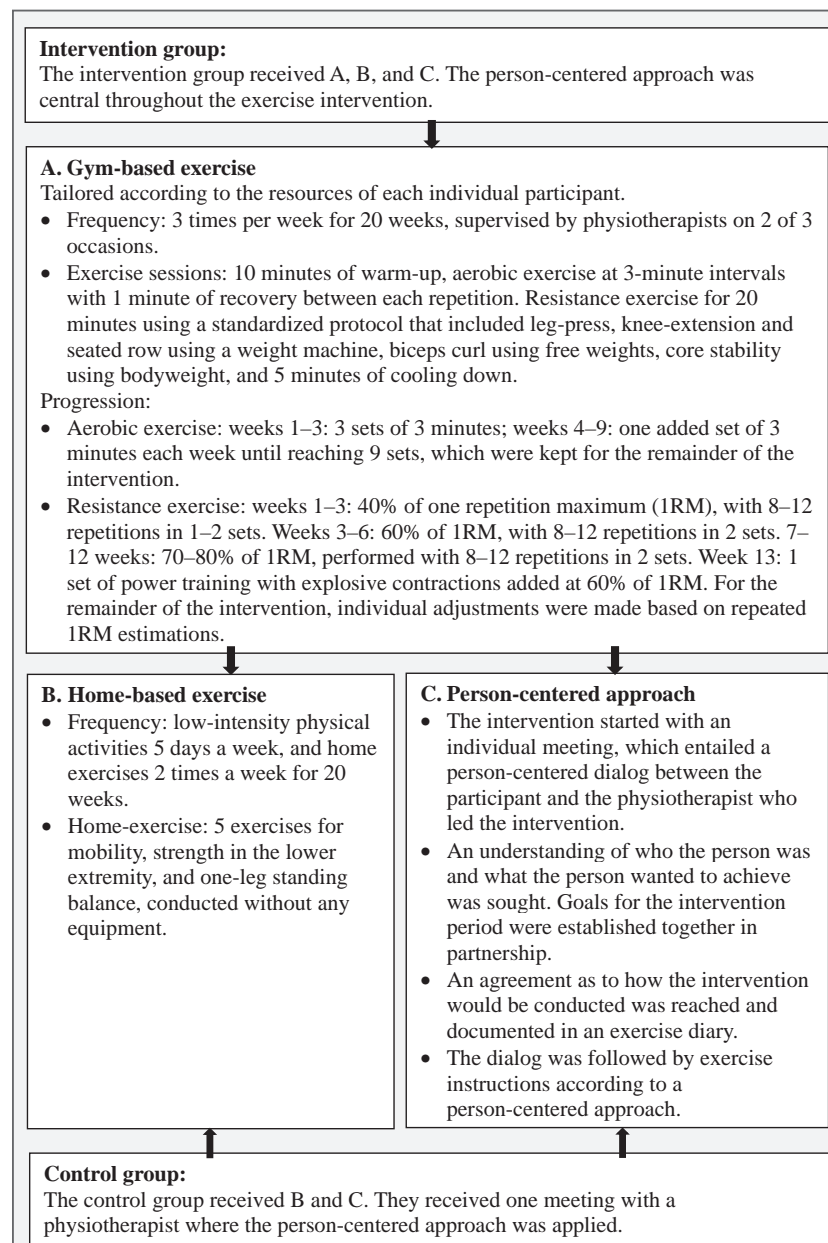 Intervention group:
The intervention group received A, B, and C. The person-centered approach was
central throughout the exercise intervention.
A. Gym-based exercise
Tailored according to the resources of each individual participant.
• Frequency: 3 times per week for 20 weeks, supervised by physiotherapists on 2 of 3
occasions.
• Exercise sessions: 10 minutes of warm-up, aerobic exercise at 3-minute intervals
with 1 minute of recovery between each repetition. Resistance exercise for 20
minutes using a standardized protocol that included leg-press, knee-extension and
seated row using a weight machine, biceps curl using free weights, core stability
using bodyweight, and 5 minutes of cooling down.
Progression:
• Aerobic exercise: weeks 1–3: 3 sets of 3 minutes; weeks 4–9: one added set of 3
minutes each week until reaching 9 sets, which were kept for the remainder of the
intervention.
• Resistance exercise: weeks 1–3: 40% of one repetition maximum (1RM), with 8–12
repetitions in 1–2 sets. Weeks 3–6: 60% of 1RM, with 8–12 repetitions in 2 sets. 7–
12 weeks: 70–80% of 1RM, performed with 8–12 repetitions in 2 sets. Week 13: 1
set of power training with explosive contractions added at 60% of 1RM. For the
remainder of the intervention, individual adjustments were made based on repeated
1RM estimations.
B. Home-based exercise
• Frequency: low-intensity physical
activities 5 days a week, and home
exercises 2 times a week for 20
weeks.
• Home-exercise: 5 exercises for
mobility, strength in the lower
extremity, and one-leg standing
balance, conducted without any
equipment.
C. Person-centered approach
• The intervention started with an
individual meeting, which entailed a
person-centered dialog between the
participant and the physiotherapist who
led the intervention.
• An understanding of who the person was
and what the person wanted to achieve
was sought. Goals for the intervention
period were established together in
partnership.
• An agreement as to how the intervention
would be conducted was reached and
documented in an exercise diary.
• The dialog was followed by exercise
instructions according to a
person-centered approach.
Control group:
The control group received B and C. They received one meeting with a
physiotherapist where the person-centered approach was applied.